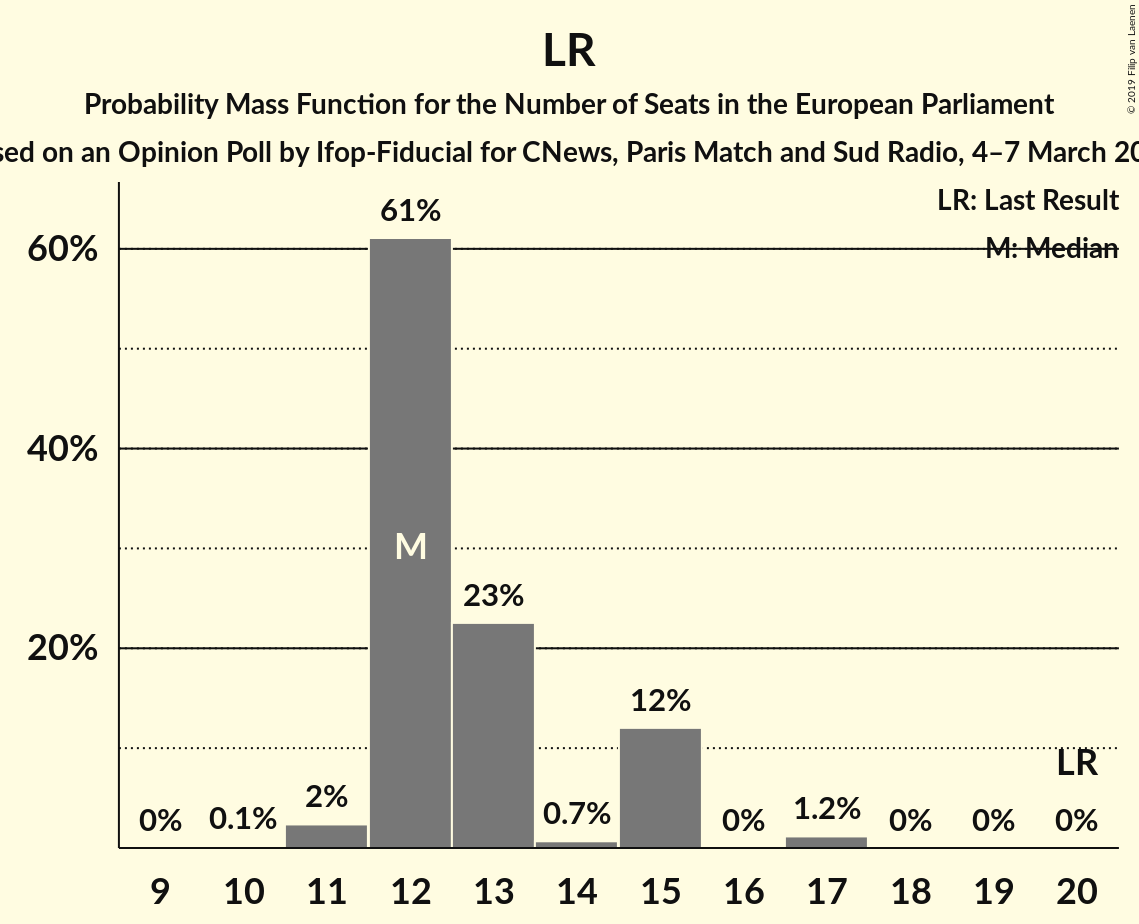 LR
Probability Mass Function for the Number of Seats in the European Parliament
on an Opinion Poll by Ifop-Fiducial for CNews, Paris Match and Sud Radio, 4–7 March
© 2019 Filip van Laenen
LR: Last Result
M: Median
60%
40%
20%
0%
0.1%
2%
61%
M
23%
0.7%
12%
0%
1.2%
0%
0%
0%
LR
9 10 11 12 13 14 15 16 17 18 19 20